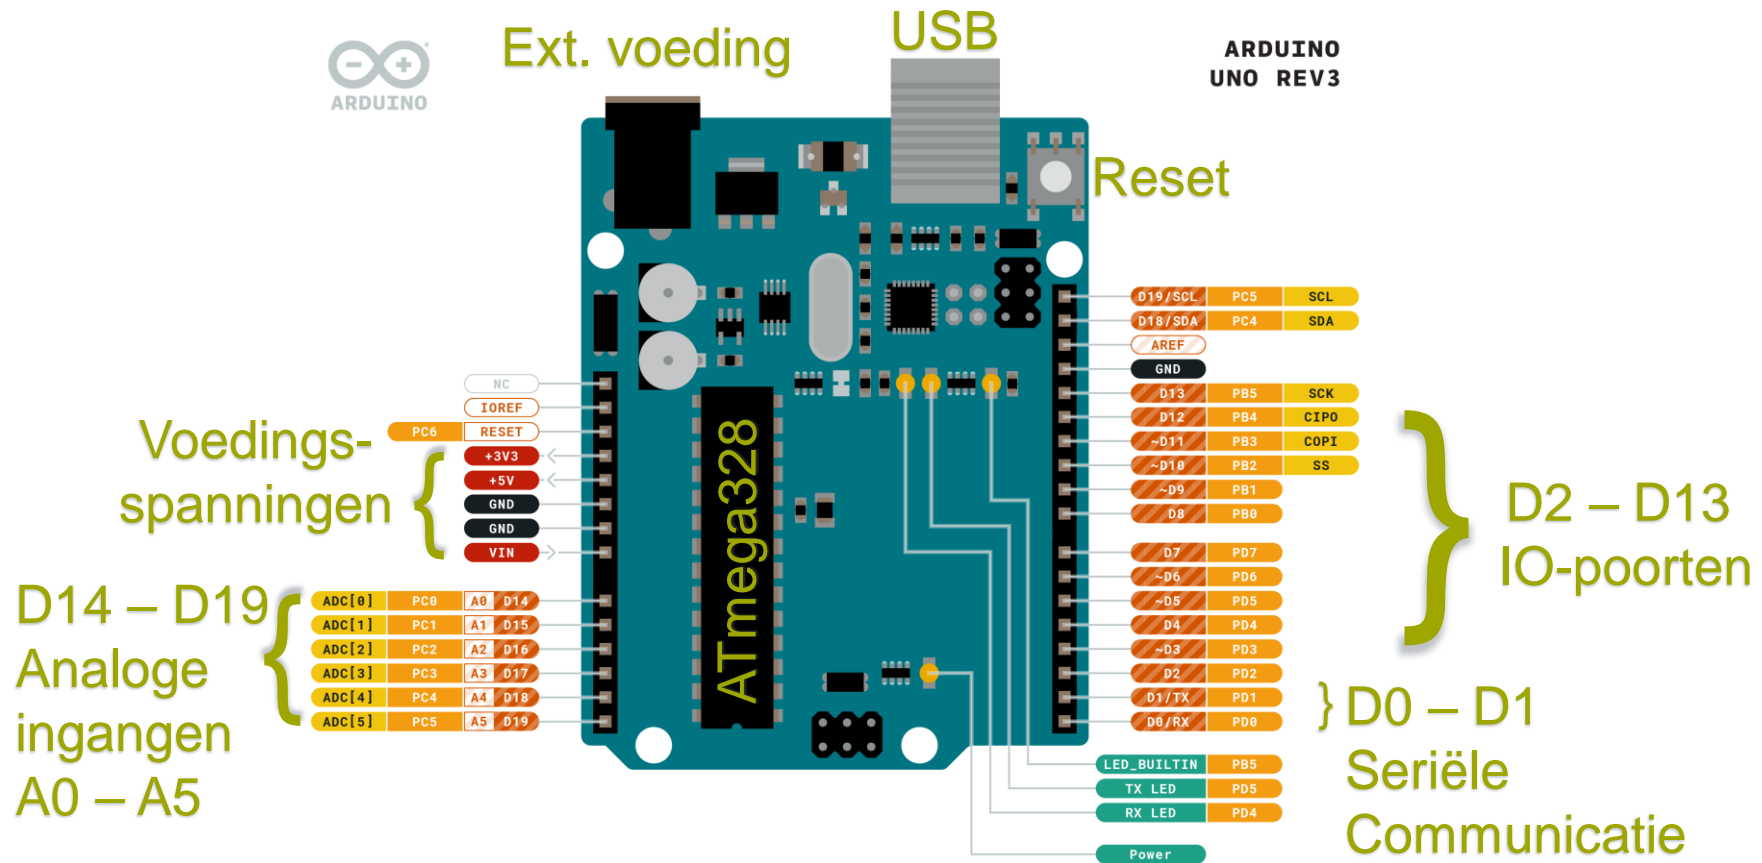 Ext. voeding
USB
ARDUINO
UNO REV3
ARDUINO
Reset
ATmega328
NC
IOREF
PC6 RESET
+3V3
+5V
GND
GND
VIN
Voedings-
spanningen
ADC[0] PC0 A0 D14
ADC[1] PC1 A1 D15
ADC[2] PC2 A2 D16
ADC[3] PC3 A3 D17
ADC[4] PC4 A4 D18
ADC[5] PC5 A5 D19
D14 – D19
Analoge
ingangen
A0 – A5
D19/SCL PC5 SCL
D18/SDA PC4 SDA
AREF
GND
D13 PB5 SCK
D12 PB4 CIPO
~D11 PB3 COPI
~D10 PB2 SS
~D9 PB1
D8 PB0
D7 PD7
~D6 PD6
~D5 PD5
D4 PD4
~D3 PD3
D2 PD2
D1/TX PD1
D0/RX PD0
D2 – D13
IO-poorten
D0 – D1
Seriële
Communicatie
LED_BUILTIN PB5
TX LED PD5
RX LED PD4
Power